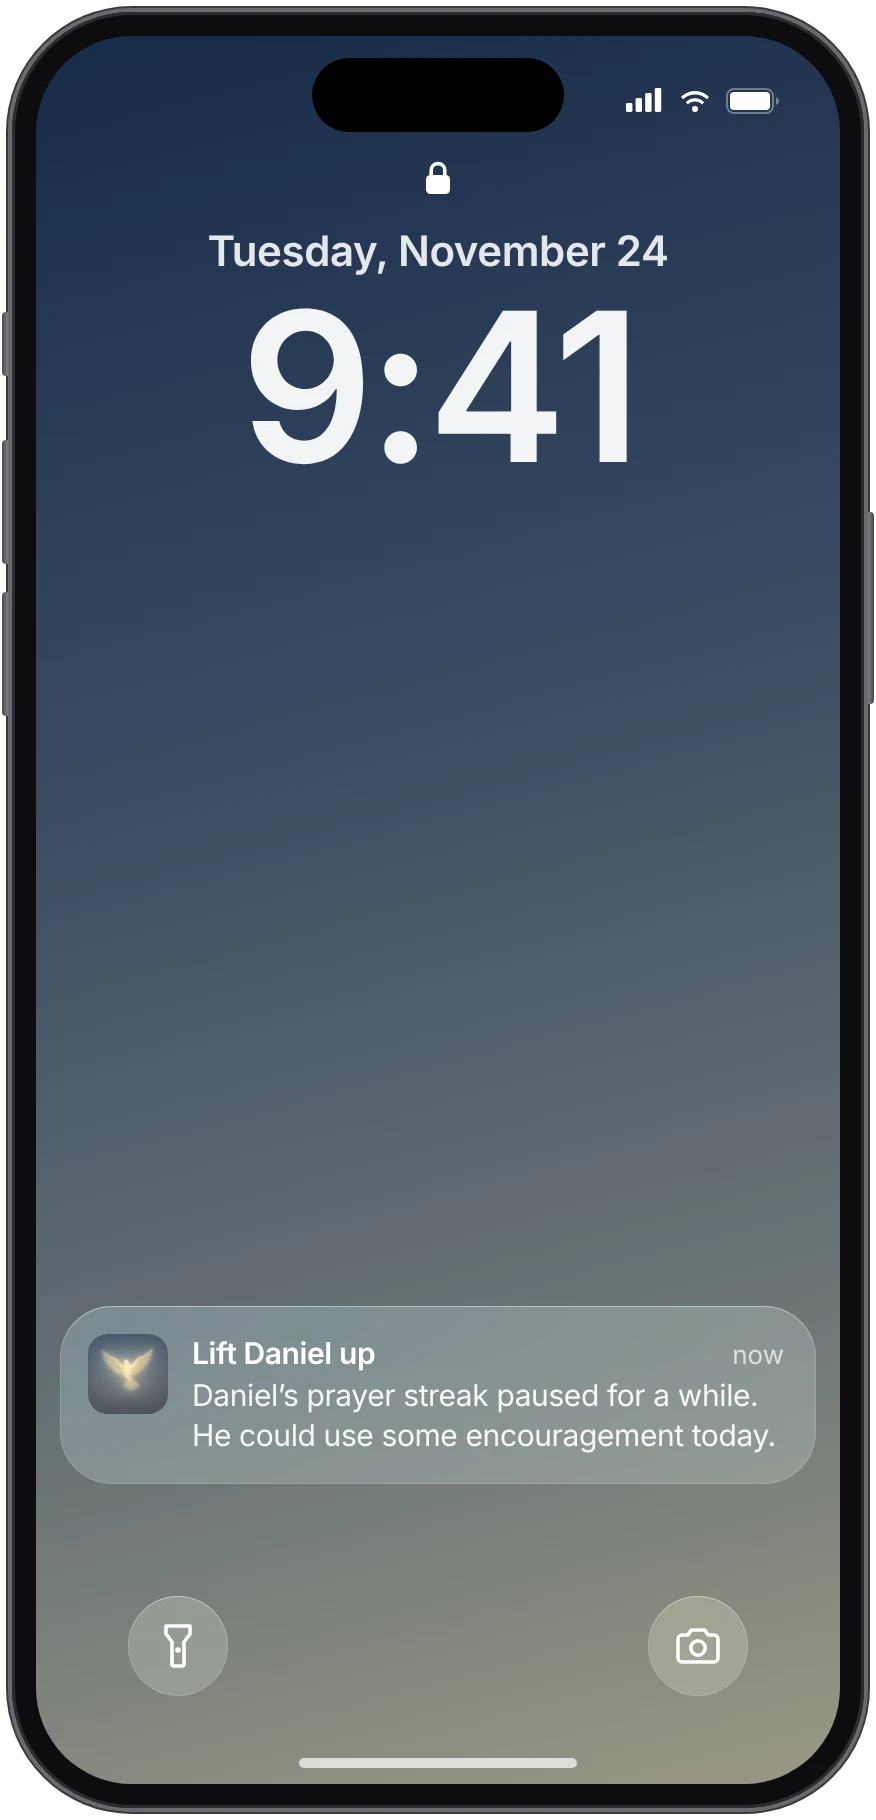 Tuesday, November 24
9:41
Lift Daniel up
now
Daniel’s prayer streak paused for a while.
He could use some encouragement today.